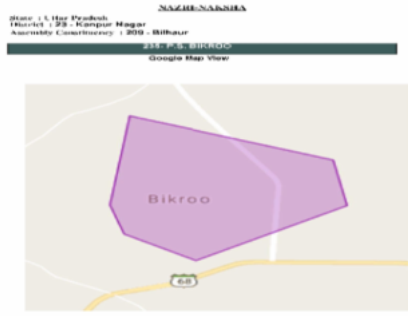 NAZRI-NAKSHA
State : Uttar Pradesh
District : 23 - Kanpur Nagar
Assembly Constituency : 209 - Bilhaur
235- P.S. BIKROO
Google Map View
Bikroo
68